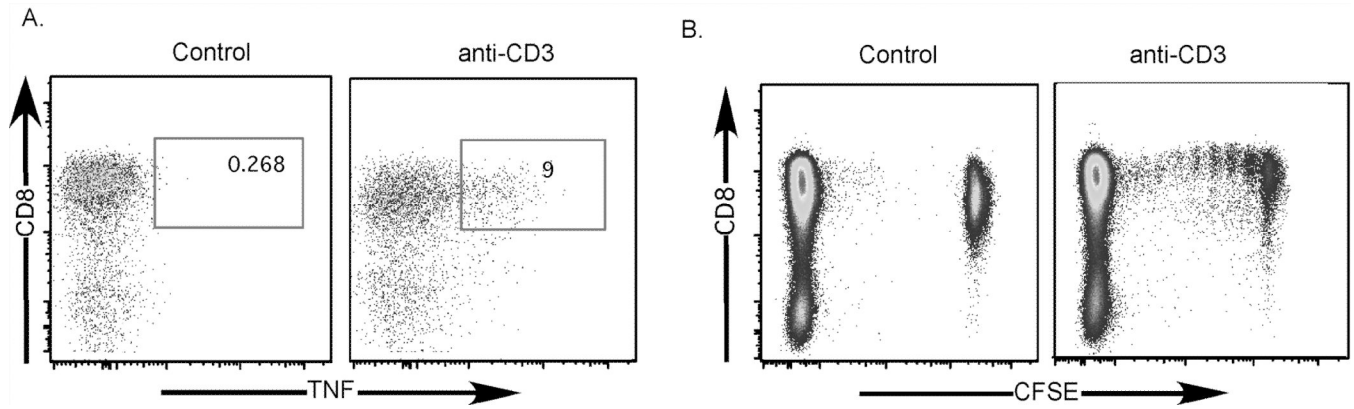 A.
Control
anti-CD3
0.268
9
CD8
TNF
B.
Control
anti-CD3
CD8
CFSE